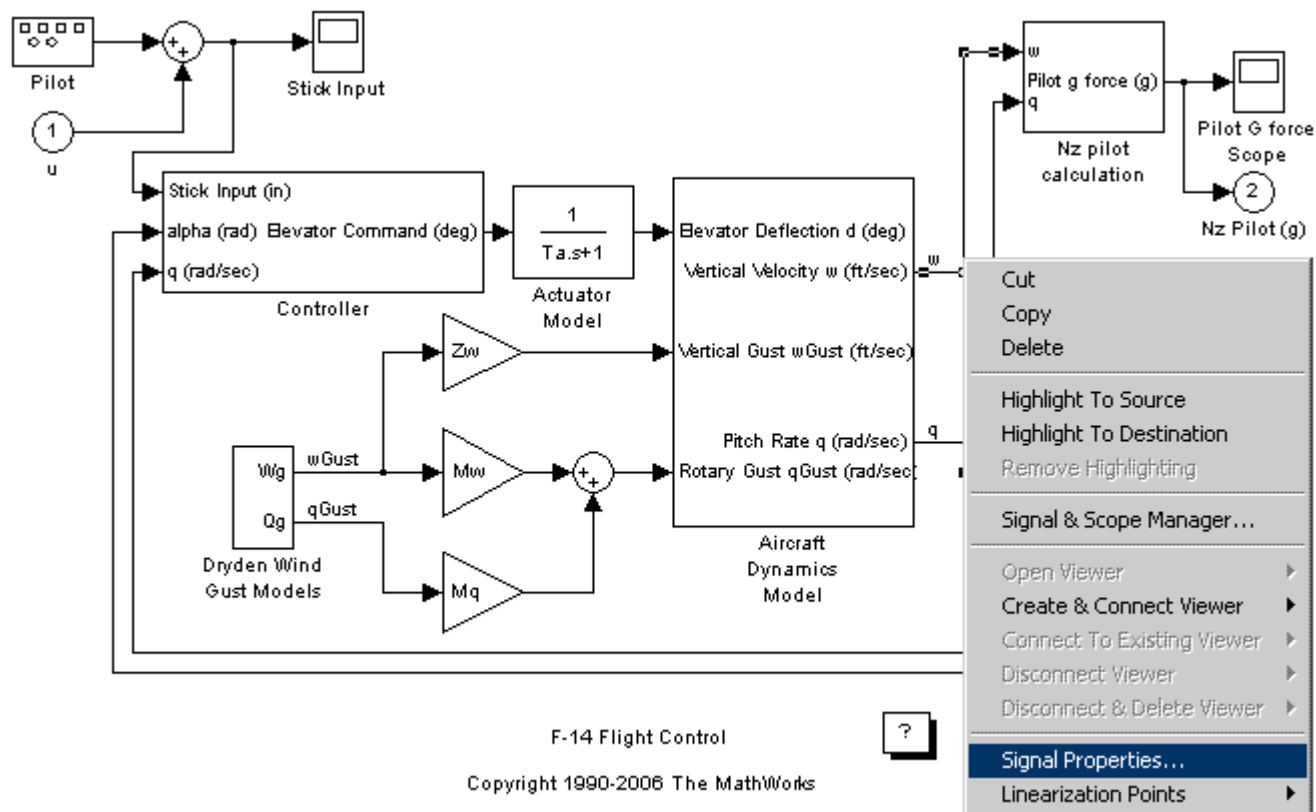 Pilot
1
u
+
+
Stick Input
w
Pilot g force (g)
q
Nz pilot
calculation
Pilot G force
Scope
2
Nz Pilot (g)
Stick Input (in)
alpha (rad) Elevator Command (deg)
q (rad/sec)
Controller
1
Ta.s+1
Actuator
Model
Elevator Deflection d (deg)
Vertical Velocity w (ft/sec)
Vertical Gust wGust (ft/sec)
Pitch Rate q (rad/sec)
Rotary Gust qGust (rad/sec)
Aircraft
Dynamics
Model
w
q
Zw
Mw
Mq
+
+
Wg
Qg
wGust
qGust
Dryden Wind
Gust Models
F-14 Flight Control
?
Copyright 1990-2006 The MathWorks
Cut
Copy
Delete
Highlight To Source
Highlight To Destination
Remove Highlighting
Signal & Scope Manager...
Open Viewer
Create & Connect Viewer
Connect To Existing Viewer
Disconnect Viewer
Disconnect & Delete Viewer
Signal Properties...
Linearization Points